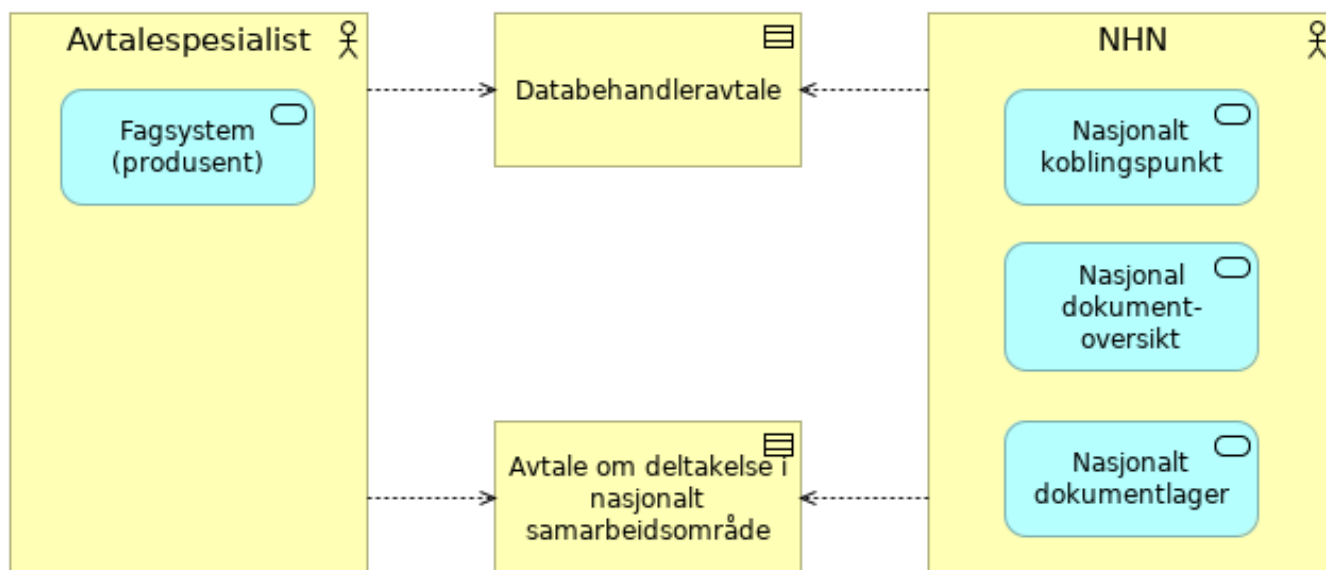 Avtalespesialist
Fagsystem
(produsent)
Databehandleravtale
Avtale om deltakelse i
nasjonalt
samarbeidsområde
NHN
Nasjonalt
koblingspunkt
Nasjonal
dokument-
oversikt
Nasjonalt
dokumentlager